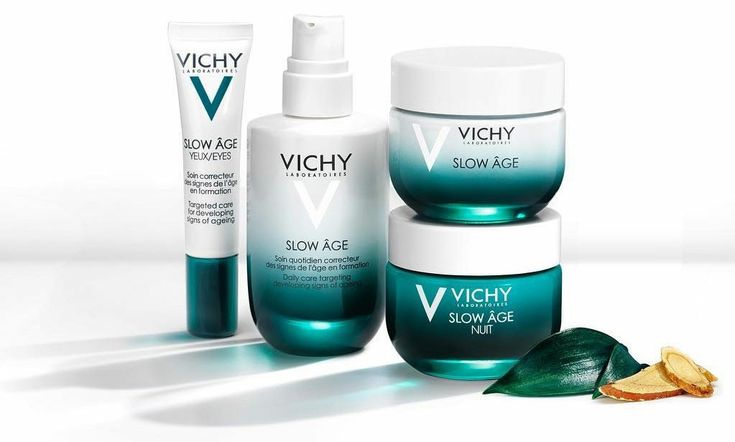 VICHY
LABORATOIRES
SLOW ÂGE
YEUX/EYES
Soin correcteur
des signes de l'âge
en formation
Targeted care
for developing
signs of ageing
VICHY
LABORATOIRES
SLOW ÂGE
Soin quotidien correcteur
des signes de l'âge en formation
Daily care targeting
developing signs of ageing
VICHY
LABORATOIRES
SLOW ÂGE
VICHY
LABORATOIRES
SLOW ÂGE
NUIT